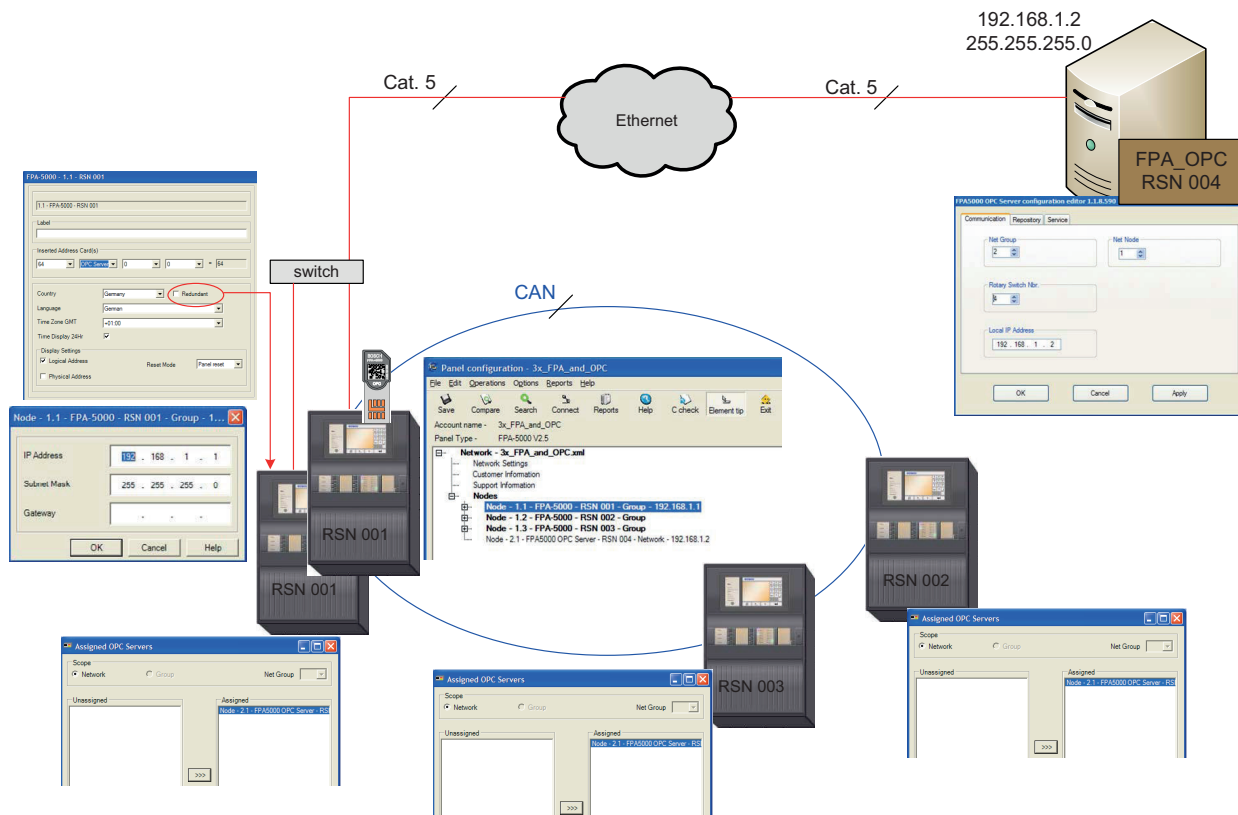 192.168.1.2
255.255.255.0
Cat. 5
Cat. 5
Ethernet
FPA_OPC
RSN 004
FPA-5000 - 1.1 - RSN 001
1.1 - FPA-5000 - RSN 001
Label
Inserted Address Card(s)
64 OPC Server 0 0 = 64
Country Germany Redundant
Language German
Time Zone GMT +01:00
Time Display 24Hr
Display Settings
Logical Address Reset Mode Panel reset
Physical Address
switch
CAN
FPA5000 OPC Server configuration editor 1.1.8.590
Communication Repository Service
Net Group Net Node
2 1
Rotary Switch Nbr.
4
Local IP Address
192 . 168 . 1 . 2
OK Cancel Apply
Node - 1.1 - FPA-5000 - RSN 001 - Group - 1...
IP Address 192 . 168 . 1 . 1
Subnet Mask 255 . 255 . 255 . 0
Gateway . . .
OK Cancel Help
BOSCH
OPC
RSN 001
RSN 001
Panel configuration - 3x_FPA_and_OPC
File Edit Operations Options Reports Help
Save Compare Search Connect Reports Help C check Element tip Exit
Account name - 3x_FPA_and_OPC
Panel Type - FPA-5000 V2.5
Network - 3x_FPA_and_OPC.xml
Network Settings
Customer Information
Support Information
Nodes
Node - 1.1 - FPA-5000 - RSN 001 - Group - 192.168.1.1
Node - 1.2 - FPA-5000 - RSN 002 - Group
Node - 1.3 - FPA-5000 - RSN 003 - Group
Node - 2.1 - FPA5000 OPC Server - RSN 004 - Network - 192.168.1.2
RSN 002
RSN 003
Assigned OPC Servers
Scope
Network Group Net Group
Unassigned Assigned
Node - 2.1 - FPA5000 OPC Server - RS
>>>
Assigned OPC Servers
Scope
Network Group Net Group
Unassigned Assigned
Node - 2.1 - FPA5000 OPC Server - RS
>>>
Assigned OPC Servers
Scope
Network Group Net Group
Unassigned Assigned
Node - 2.1 - FPA5000 OPC Server - RS
>>>